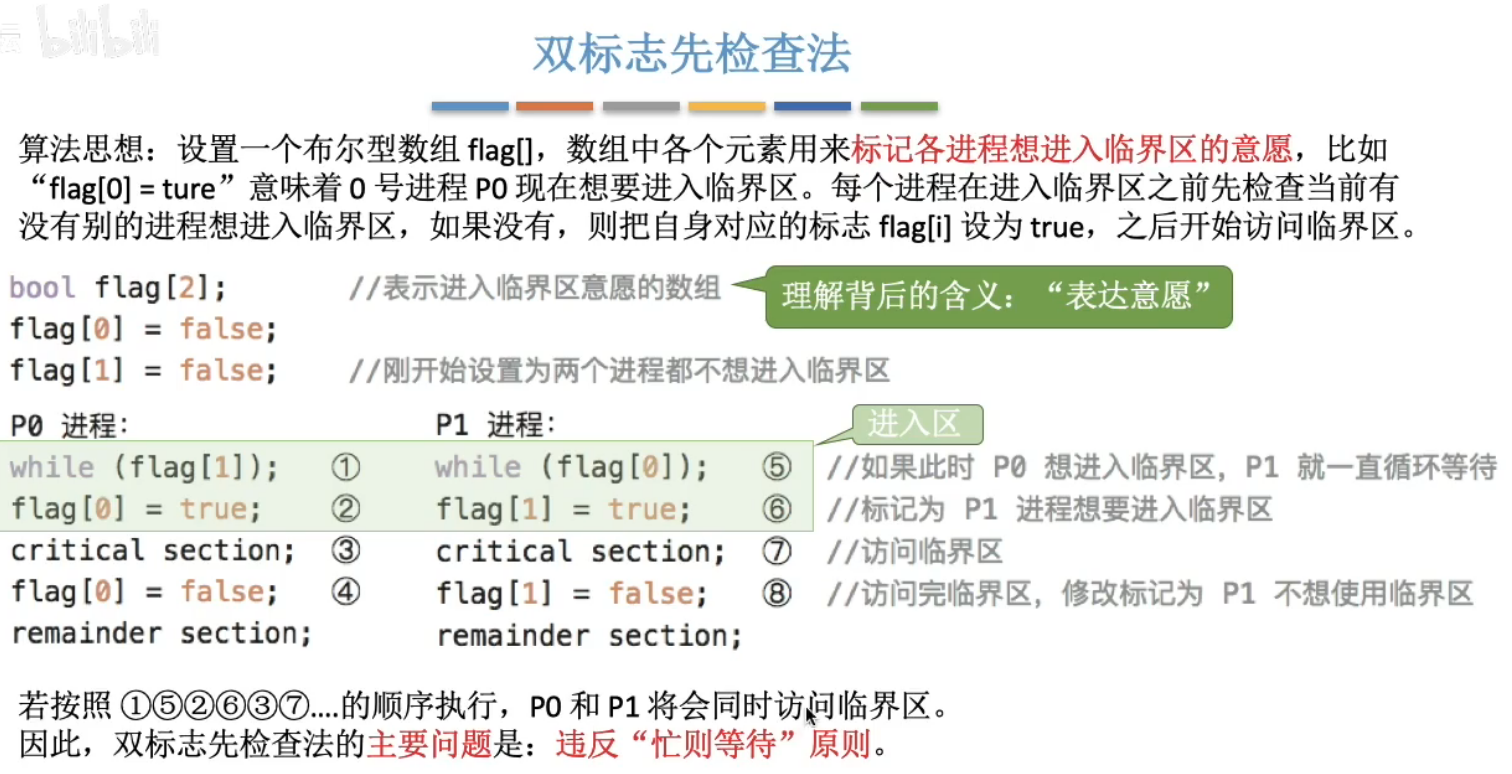 bilibili
双标志先检查法
算法思想：设置一个布尔型数组 flag[]，数组中各个元素用来标记各进程想进入临界区的意愿，比如
“flag[0] = ture”意味着 0 号进程 P0 现在想要进入临界区。每个进程在进入临界区之前先检查当前有
没有别的进程想进入临界区，如果没有，则把自身对应的标志 flag[i] 设为 true，之后开始访问临界区。
bool flag[2]; //表示进入临界区意愿的数组 理解背后的含义：“表达意愿”
flag[0] = false;
flag[1] = false; //刚开始设置为两个进程都不想进入临界区
P0 进程： P1 进程： 进入区
while (flag[1]); ① while (flag[0]); ⑤ //如果此时 P0 想进入临界区，P1 就一直循环等待
flag[0] = true; ② flag[1] = true; ⑥ //标记为 P1 进程想要进入临界区
critical section; ③ critical section; ⑦ //访问临界区
flag[0] = false; ④ flag[1] = false; ⑧ //访问完临界区，修改标记为 P1 不想使用临界区
remainder section; remainder section;
若按照 ①⑤②⑥③⑦....的顺序执行，P0 和 P1 将会同时访问临界区。
因此，双标志先检查法的主要问题是：违反“忙则等待”原则。